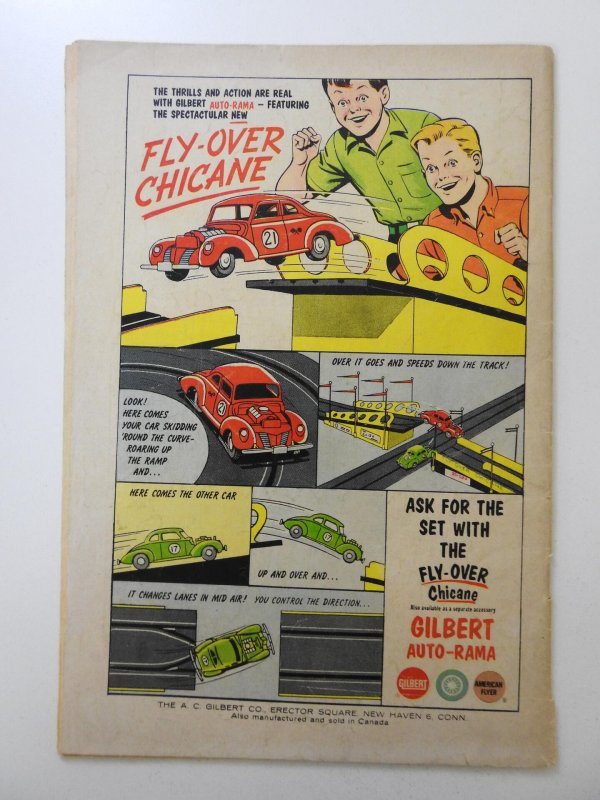 THE THRILLS AND ACTION ARE REAL
WITH GILBERT AUTO-RAMA – FEATURING
THE SPECTACULAR NEW
FLY-OVER
CHICANE
21
LOOK!
HERE COMES
YOUR CAR SKIDDING
'ROUND THE CURVE-
ROARING UP
THE RAMP
AND...
21
OVER IT GOES AND SPEEDS DOWN THE TRACK!
HERE COMES THE OTHER CAR
17
UP AND OVER AND...
17
IT CHANGES LANES IN MID AIR! YOU CONTROL THE DIRECTION...
ASK FOR THE
SET WITH
THE
FLY-OVER
Chicane
Also available as a separate accessory
GILBERT
AUTO-RAMA
GILBERT
AMERICAN
FLYER
THE A. C. GILBERT CO., ERECTOR SQUARE, NEW HAVEN 6, CONN.
Also manufactured and sold in Canada